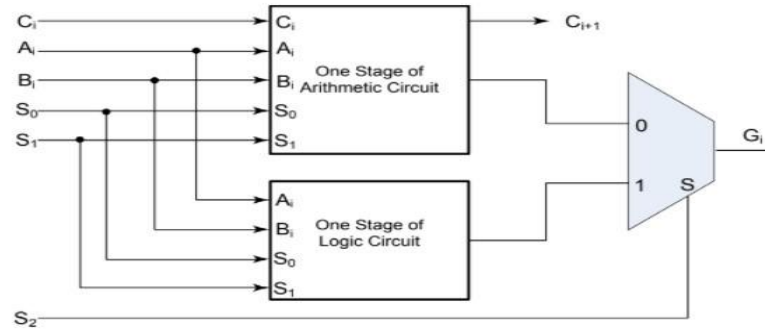 Cᵢ
Aᵢ
Bᵢ
S₀
S₁
S₂
Cᵢ
Aᵢ
Bᵢ
S₀
S₁
One Stage of
Arithmetic Circuit
Cᵢ₊₁
Aᵢ
Bᵢ
S₀
S₁
One Stage of
Logic Circuit
0
1
S
Gᵢ